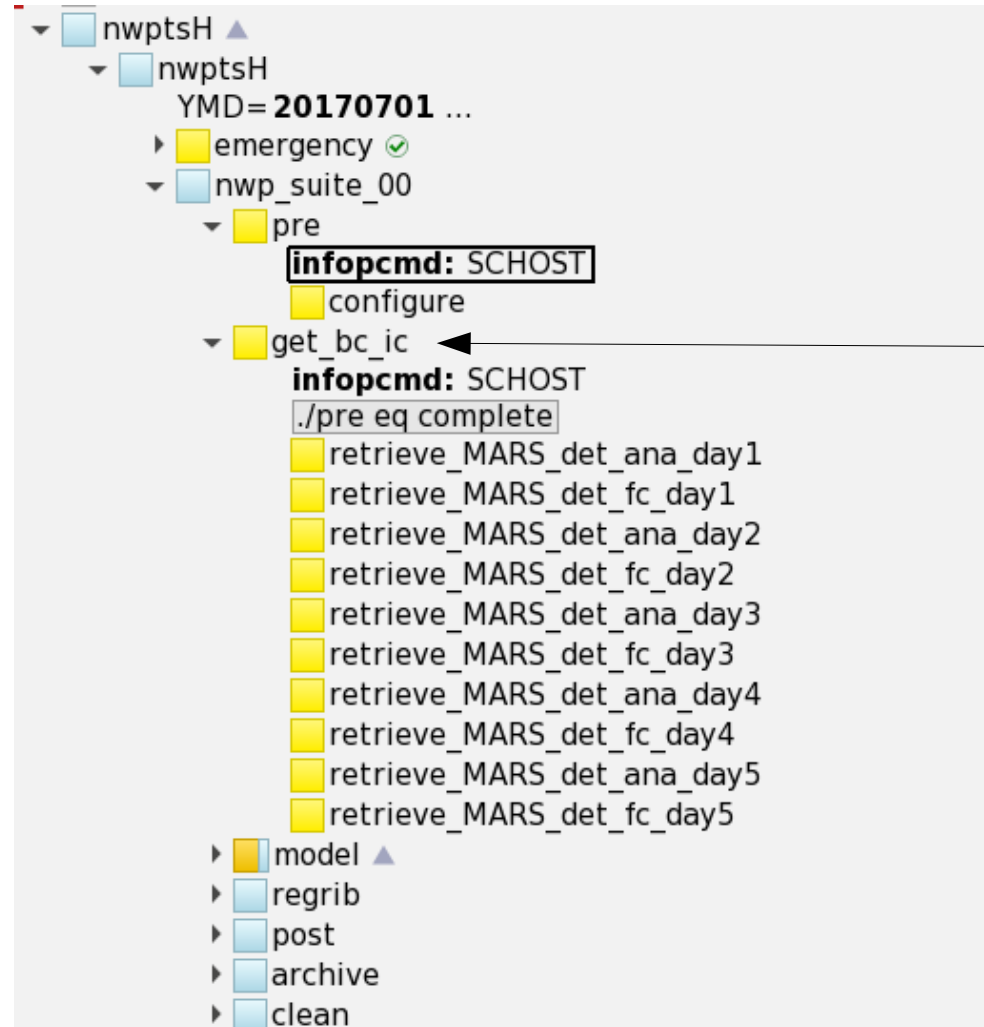 nwptsH
nwptsH
YMD=20170701 ...
emergency
nwp_suite_00
pre
infopcmd: SCHOST
configure
get_bc_ic
infopcmd: SCHOST
./pre eq complete
retrieve_MARS_det_ana_day1
retrieve_MARS_det_fc_day1
retrieve_MARS_det_ana_day2
retrieve_MARS_det_fc_day2
retrieve_MARS_det_ana_day3
retrieve_MARS_det_fc_day3
retrieve_MARS_det_ana_day4
retrieve_MARS_det_fc_day4
retrieve_MARS_det_ana_day5
retrieve_MARS_det_fc_day5
model
regrib
post
archive
clean